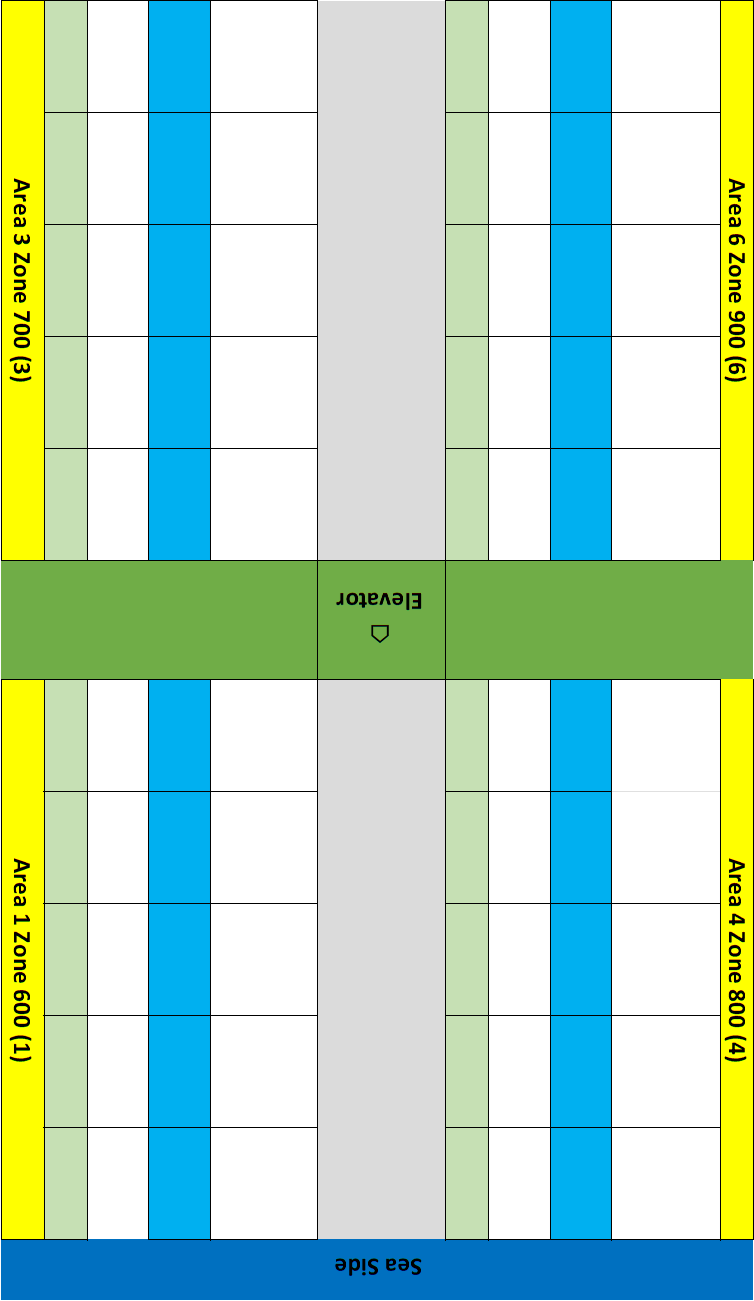 Area 3 Zone 700 (3)
Area 6 Zone 900 (6)
Elevator
Area 1 Zone 600 (1)
Area 4 Zone 800 (4)
Sea Side